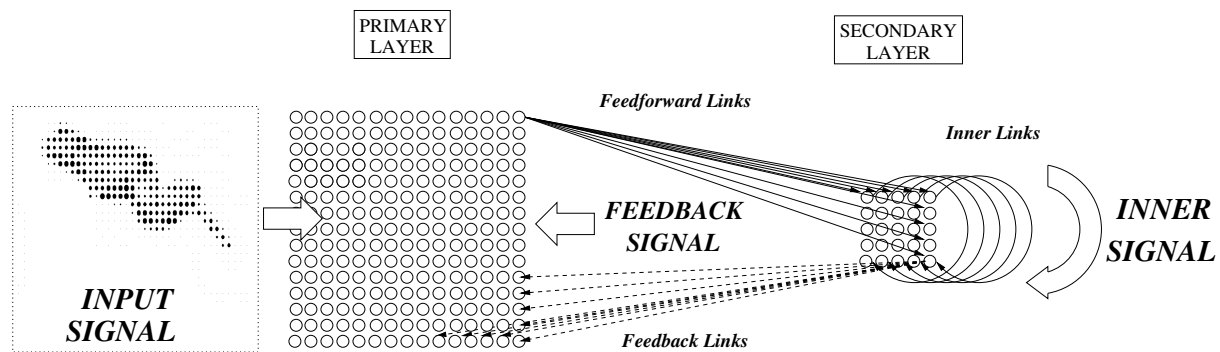 PRIMARY
LAYER
SECONDARY
LAYER
Feedforward Links
Inner Links
FEEDBACK
SIGNAL
INNER
SIGNAL
INPUT
SIGNAL
Feedback Links